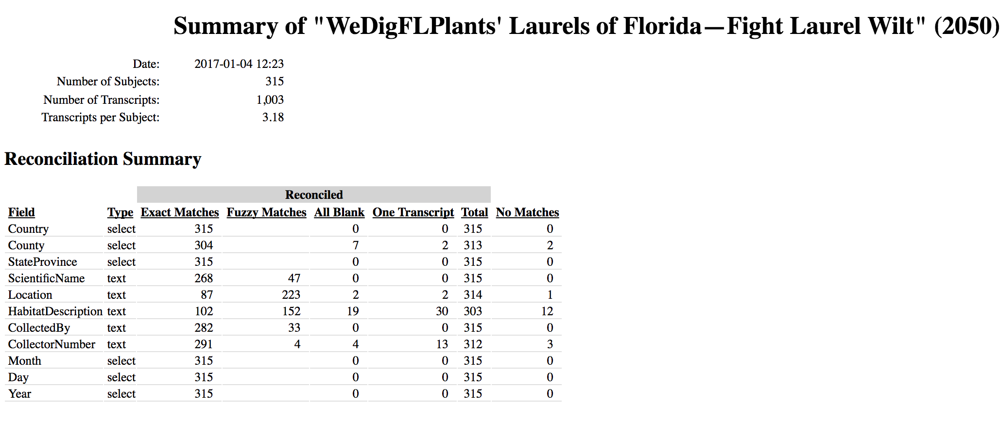 Summary of "WeDigFLPlants' Laurels of Florida—Fight Laurel Wilt" (2050)
Date: 2017-01-04 12:23
Number of Subjects: 315
Number of Transcripts: 1,003
Transcripts per Subject: 3.18
Reconciliation Summary
Reconciled
Field Type Exact Matches Fuzzy Matches All Blank One Transcript Total No Matches
Country select 315 0 0 315 0
County select 304 7 2 313 2
StateProvince select 315 0 0 315 0
ScientificName text 268 47 0 0 315 0
Location text 87 223 2 2 314 1
HabitatDescription text 102 152 19 30 303 12
CollectedBy text 282 33 0 0 315 0
CollectorNumber text 291 4 4 13 312 3
Month select 315 0 0 315 0
Day select 315 0 0 315 0
Year select 315 0 0 315 0